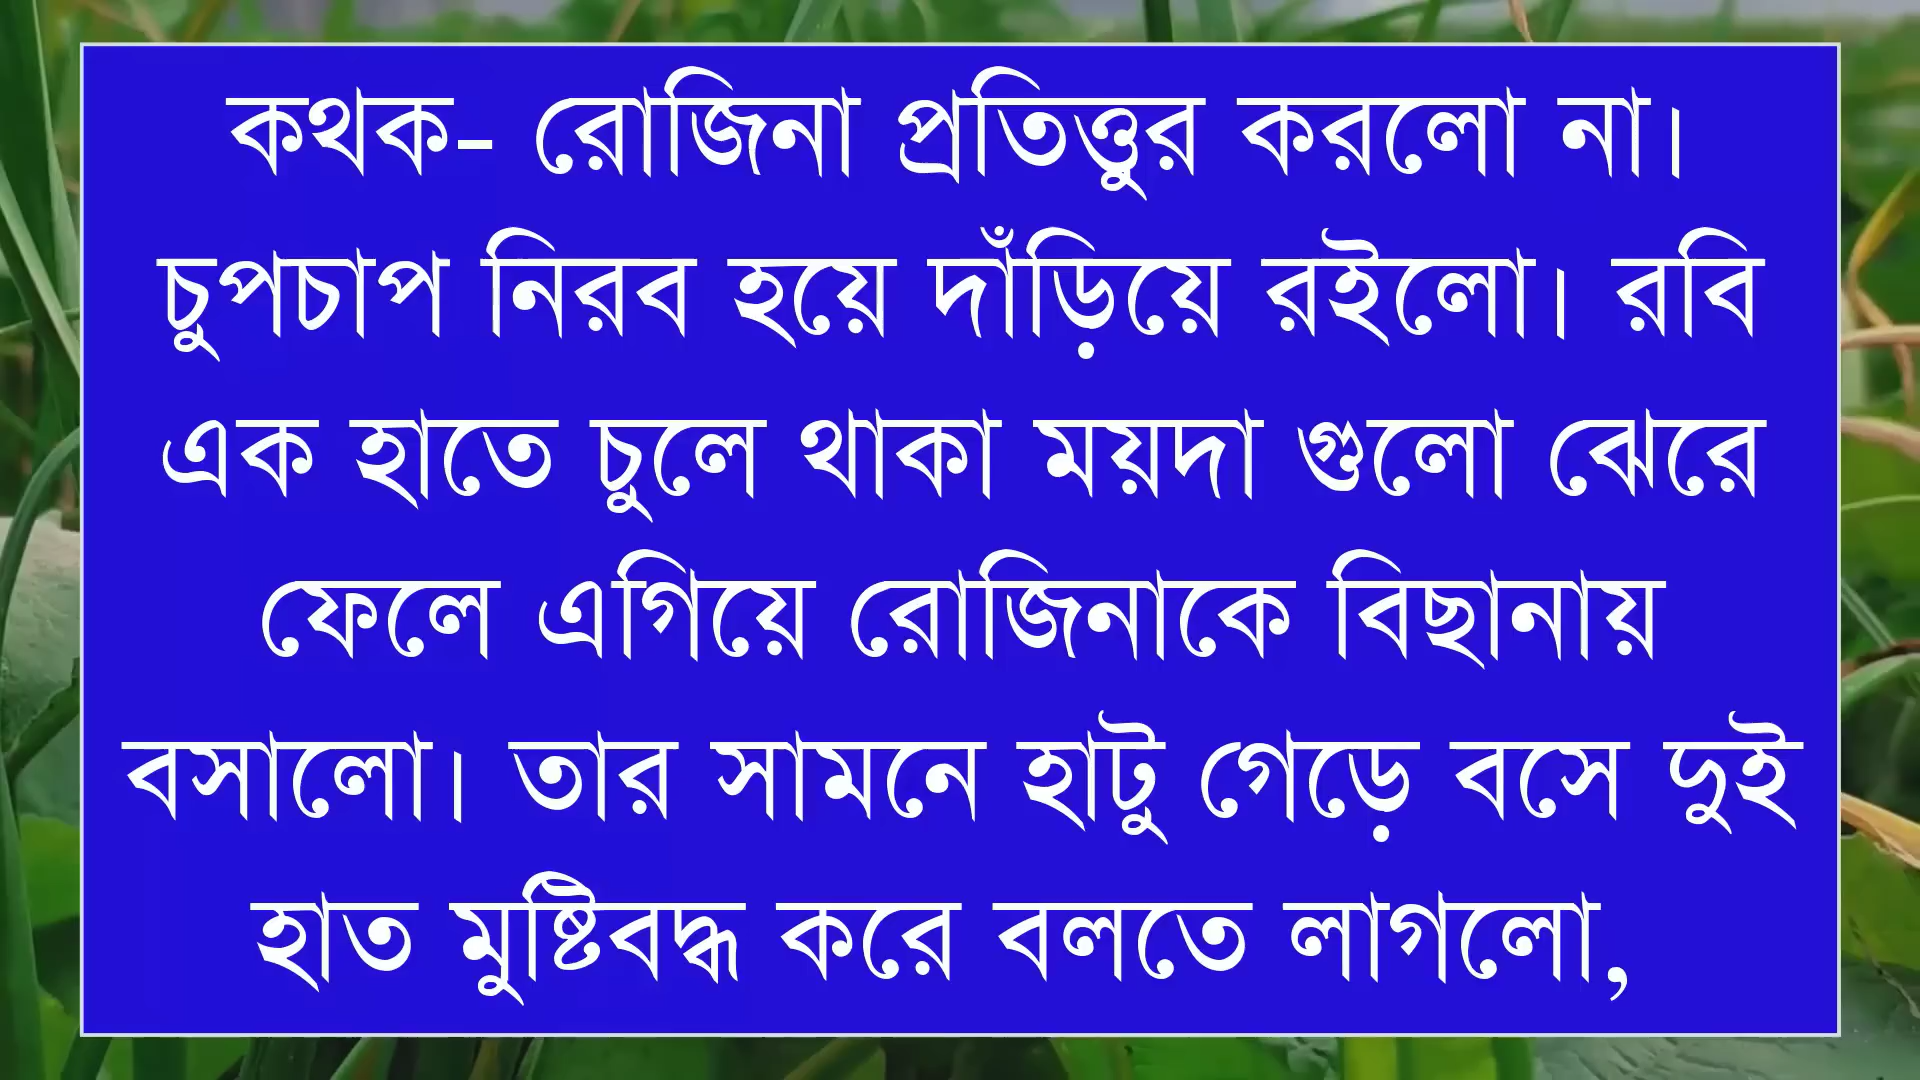 কথক- রোজিনা প্রতিত্তুর করলো না।
চুপচাপ নিরব হয়ে দাঁড়িয়ে রইলো। রবি
এক হাতে চুলে থাকা ময়দা গুলো ঝেরে
ফেলে এগিয়ে রোজিনাকে বিছানায়
বসালো। তার সামনে হাটু গেড়ে বসে দুই
হাত মুষ্টিবদ্ধ করে বলতে লাগলো,